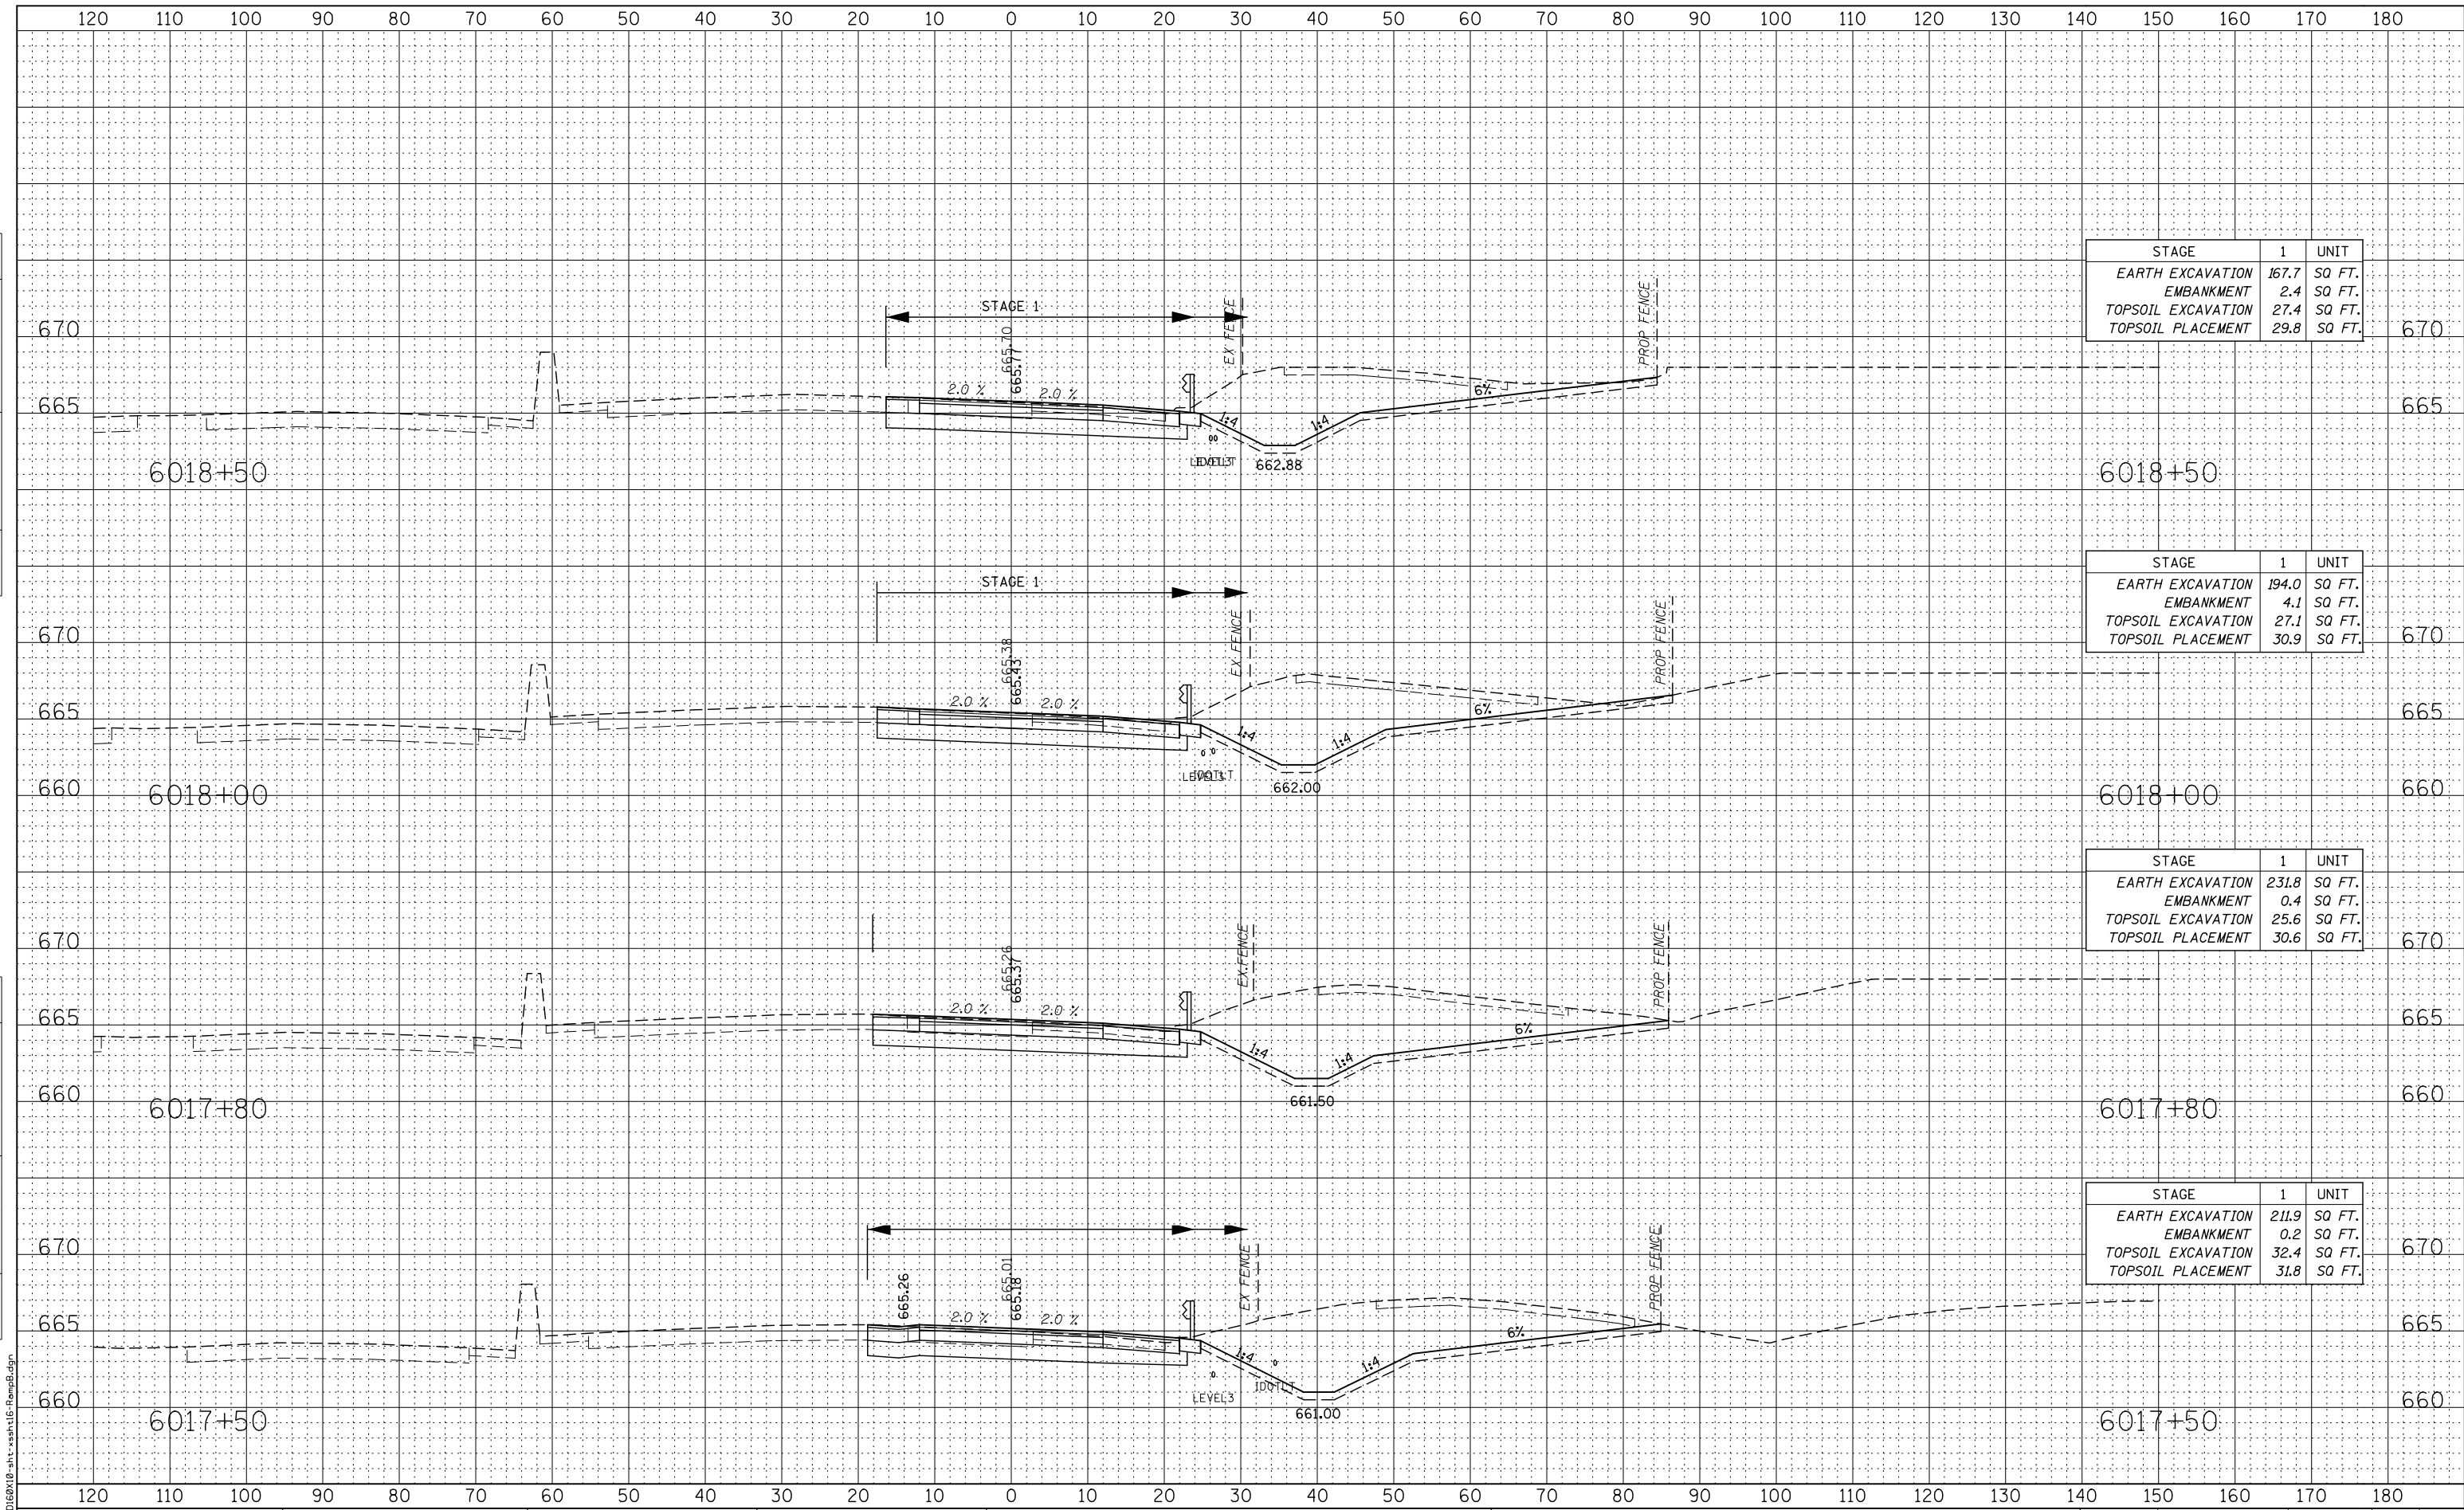 120 110 100 90 80 70 60 50 40 30 20 10 0 10 20 30 40 50 60 70 80 90 100 110 120 130 140 150 160 170 180
STAGE 1 UNIT
EARTH EXCAVATION 167.7 SQ FT.
EMBANKMENT 2.4 SQ FT.
TOPSOIL EXCAVATION 27.4 SQ FT.
TOPSOIL PLACEMENT 29.8 SQ FT.
STAGE 1
EX FENCE
PROP FENCE
670 670
665.70
665.77
2.0 % 2.0 %
6%
665 665
1:4 1:4
LEVEL3 IDOTLT
662.88
6018+50 6018+50
STAGE 1 UNIT
EARTH EXCAVATION 194.0 SQ FT.
EMBANKMENT 4.1 SQ FT.
TOPSOIL EXCAVATION 27.1 SQ FT.
TOPSOIL PLACEMENT 30.9 SQ FT.
STAGE 1
EX FENCE
PROP FENCE
670 670
665.38
665.43
2.0 % 2.0 %
6%
665 665
1:4 1:4
LEVEL3 IDOTLT
662.00
660 660
6018+00 6018+00
STAGE 1 UNIT
EARTH EXCAVATION 231.8 SQ FT.
EMBANKMENT 0.4 SQ FT.
TOPSOIL EXCAVATION 25.6 SQ FT.
TOPSOIL PLACEMENT 30.6 SQ FT.
EX FENCE
PROP FENCE
670 670
665.26
665.37
2.0 % 2.0 %
6%
665 665
1:4 1:4
661.50
660 660
6017+80 6017+80
STAGE 1 UNIT
EARTH EXCAVATION 211.9 SQ FT.
EMBANKMENT 0.2 SQ FT.
TOPSOIL EXCAVATION 32.4 SQ FT.
TOPSOIL PLACEMENT 31.8 SQ FT.
EX FENCE
PROP FENCE
670 670
665.26
665.01
665.18
2.0 % 2.0 %
6%
665 665
1:4 1:4
LEVEL3 IDOTLT
661.00
660 660
6017+50 6017+50
D160X10-sht-xssht16-RampB.dgn
120 110 100 90 80 70 60 50 40 30 20 10 0 10 20 30 40 50 60 70 80 90 100 110 120 130 140 150 160 170 180